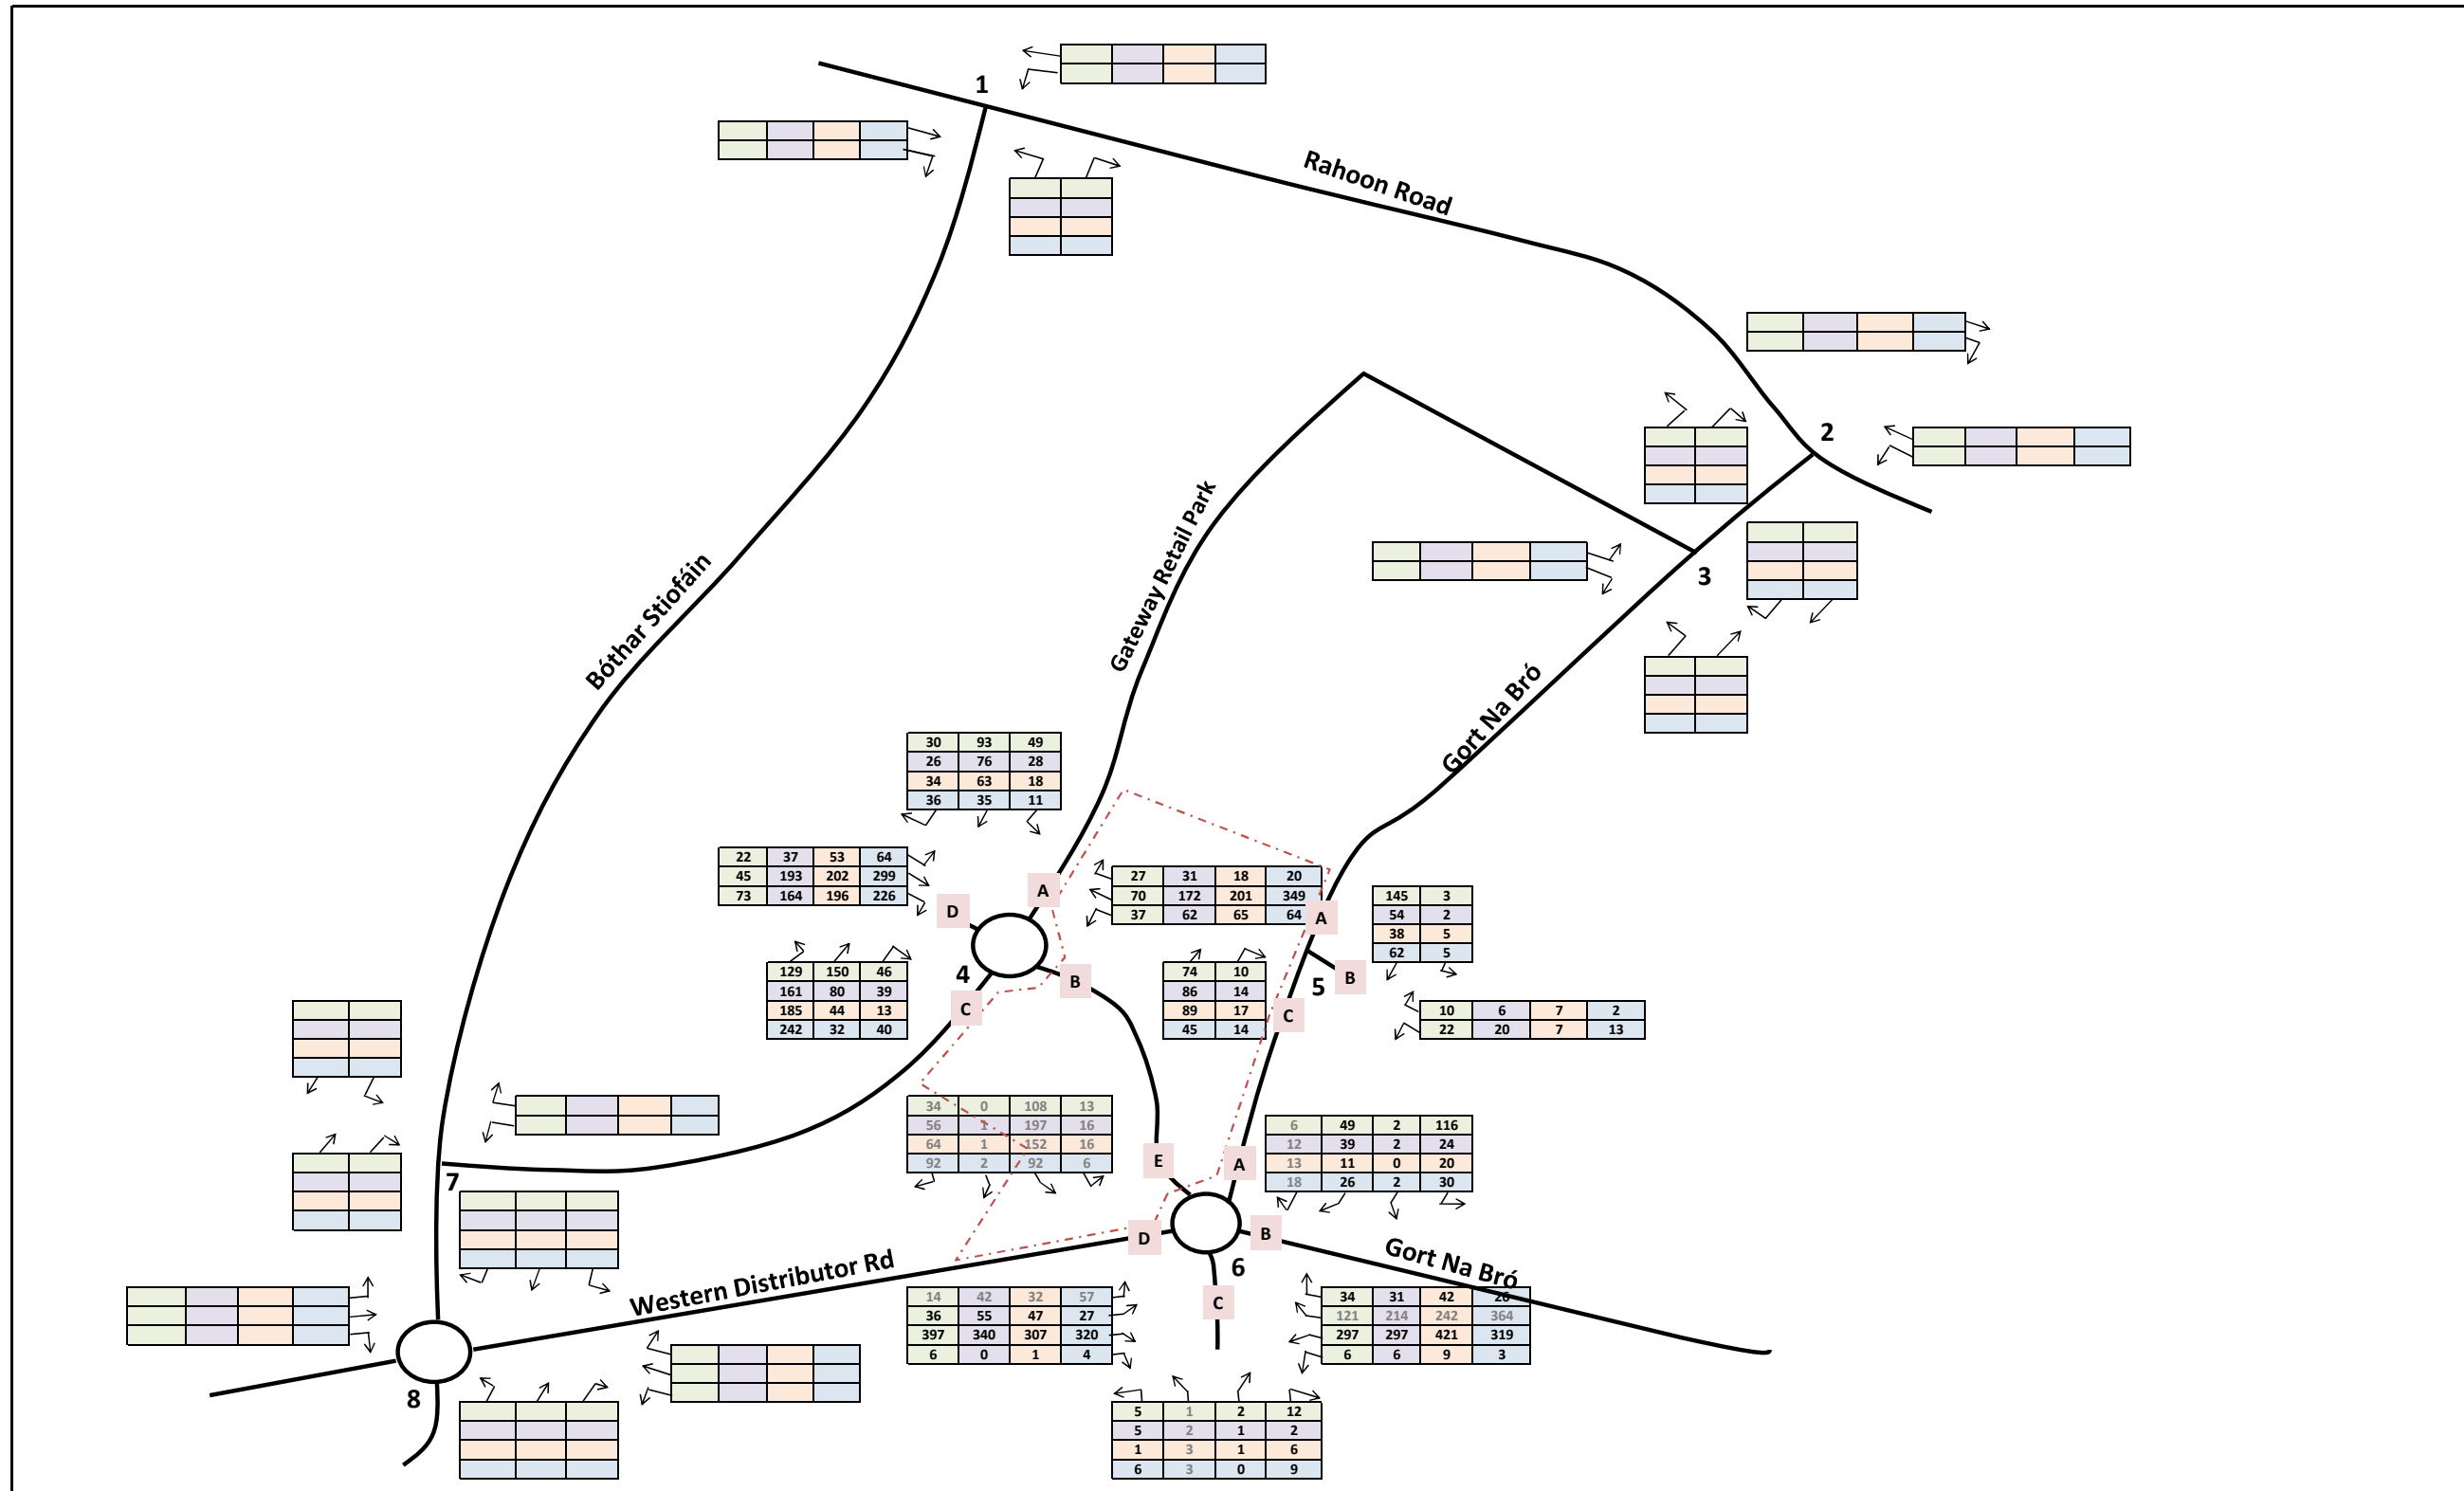 1
Rahoon Road
2
3
Bóthar Stiofáin
Gateway Retail Park
Gort Na Bró
30 93 49
26 76 28
34 63 18
36 35 11
22 37 53 64
45 193 202 299
73 164 196 226
A
D
27 31 18 20
70 172 201 349
37 62 65 64
A
145 3
54 2
38 5
62 5
129 150 46
161 80 39
185 44 13
242 32 40
4
B
C
74 10
86 14
89 17
45 14
5
B
C
10 6 7 2
22 20 7 13
34 0 108 13
56 1 197 16
64 1 152 16
92 2 92 6
E
A
6 49 2 116
12 39 2 24
13 11 0 20
18 26 2 30
7
D
B
6
Western Distributor Rd
Gort Na Bró
14 42 32 57
36 55 47 27
397 340 307 320
6 0 1 4
C
34 31 42 26
121 214 242 364
297 297 421 319
6 6 9 3
8
5 1 2 12
5 2 1 2
1 3 1 6
6 3 0 9